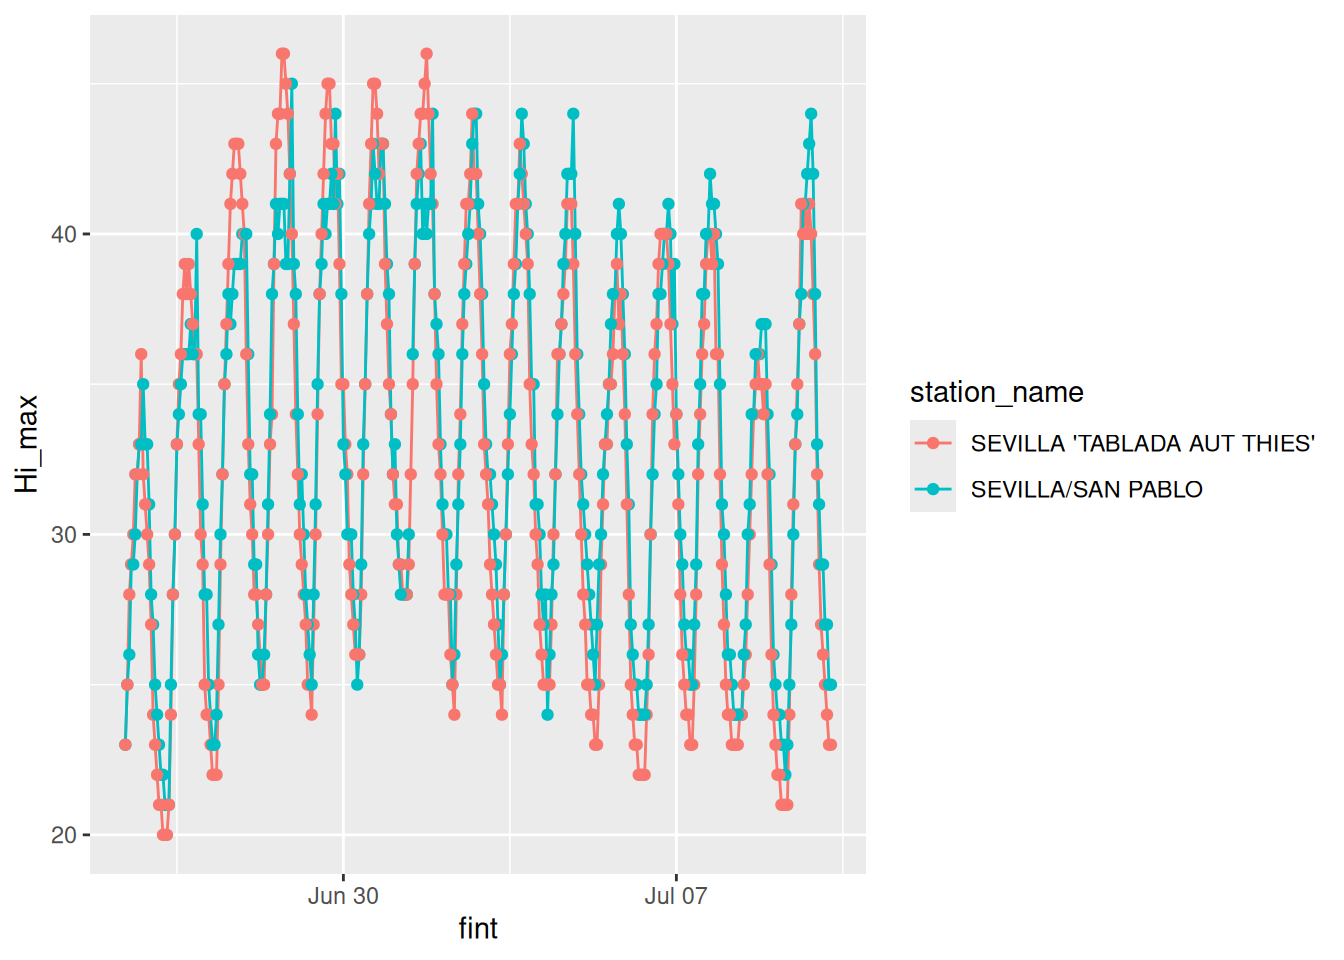 Hi_max
40
30
20
Jun 30
Jul 07
fint
station_name
SEVILLA 'TABLADA AUT THIES'
SEVILLA/SAN PABLO